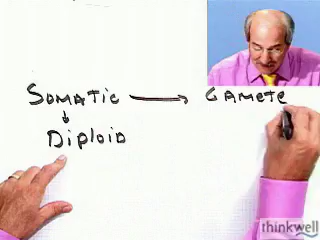 Somatic → Gamete
↓
Diploid
thinkwell